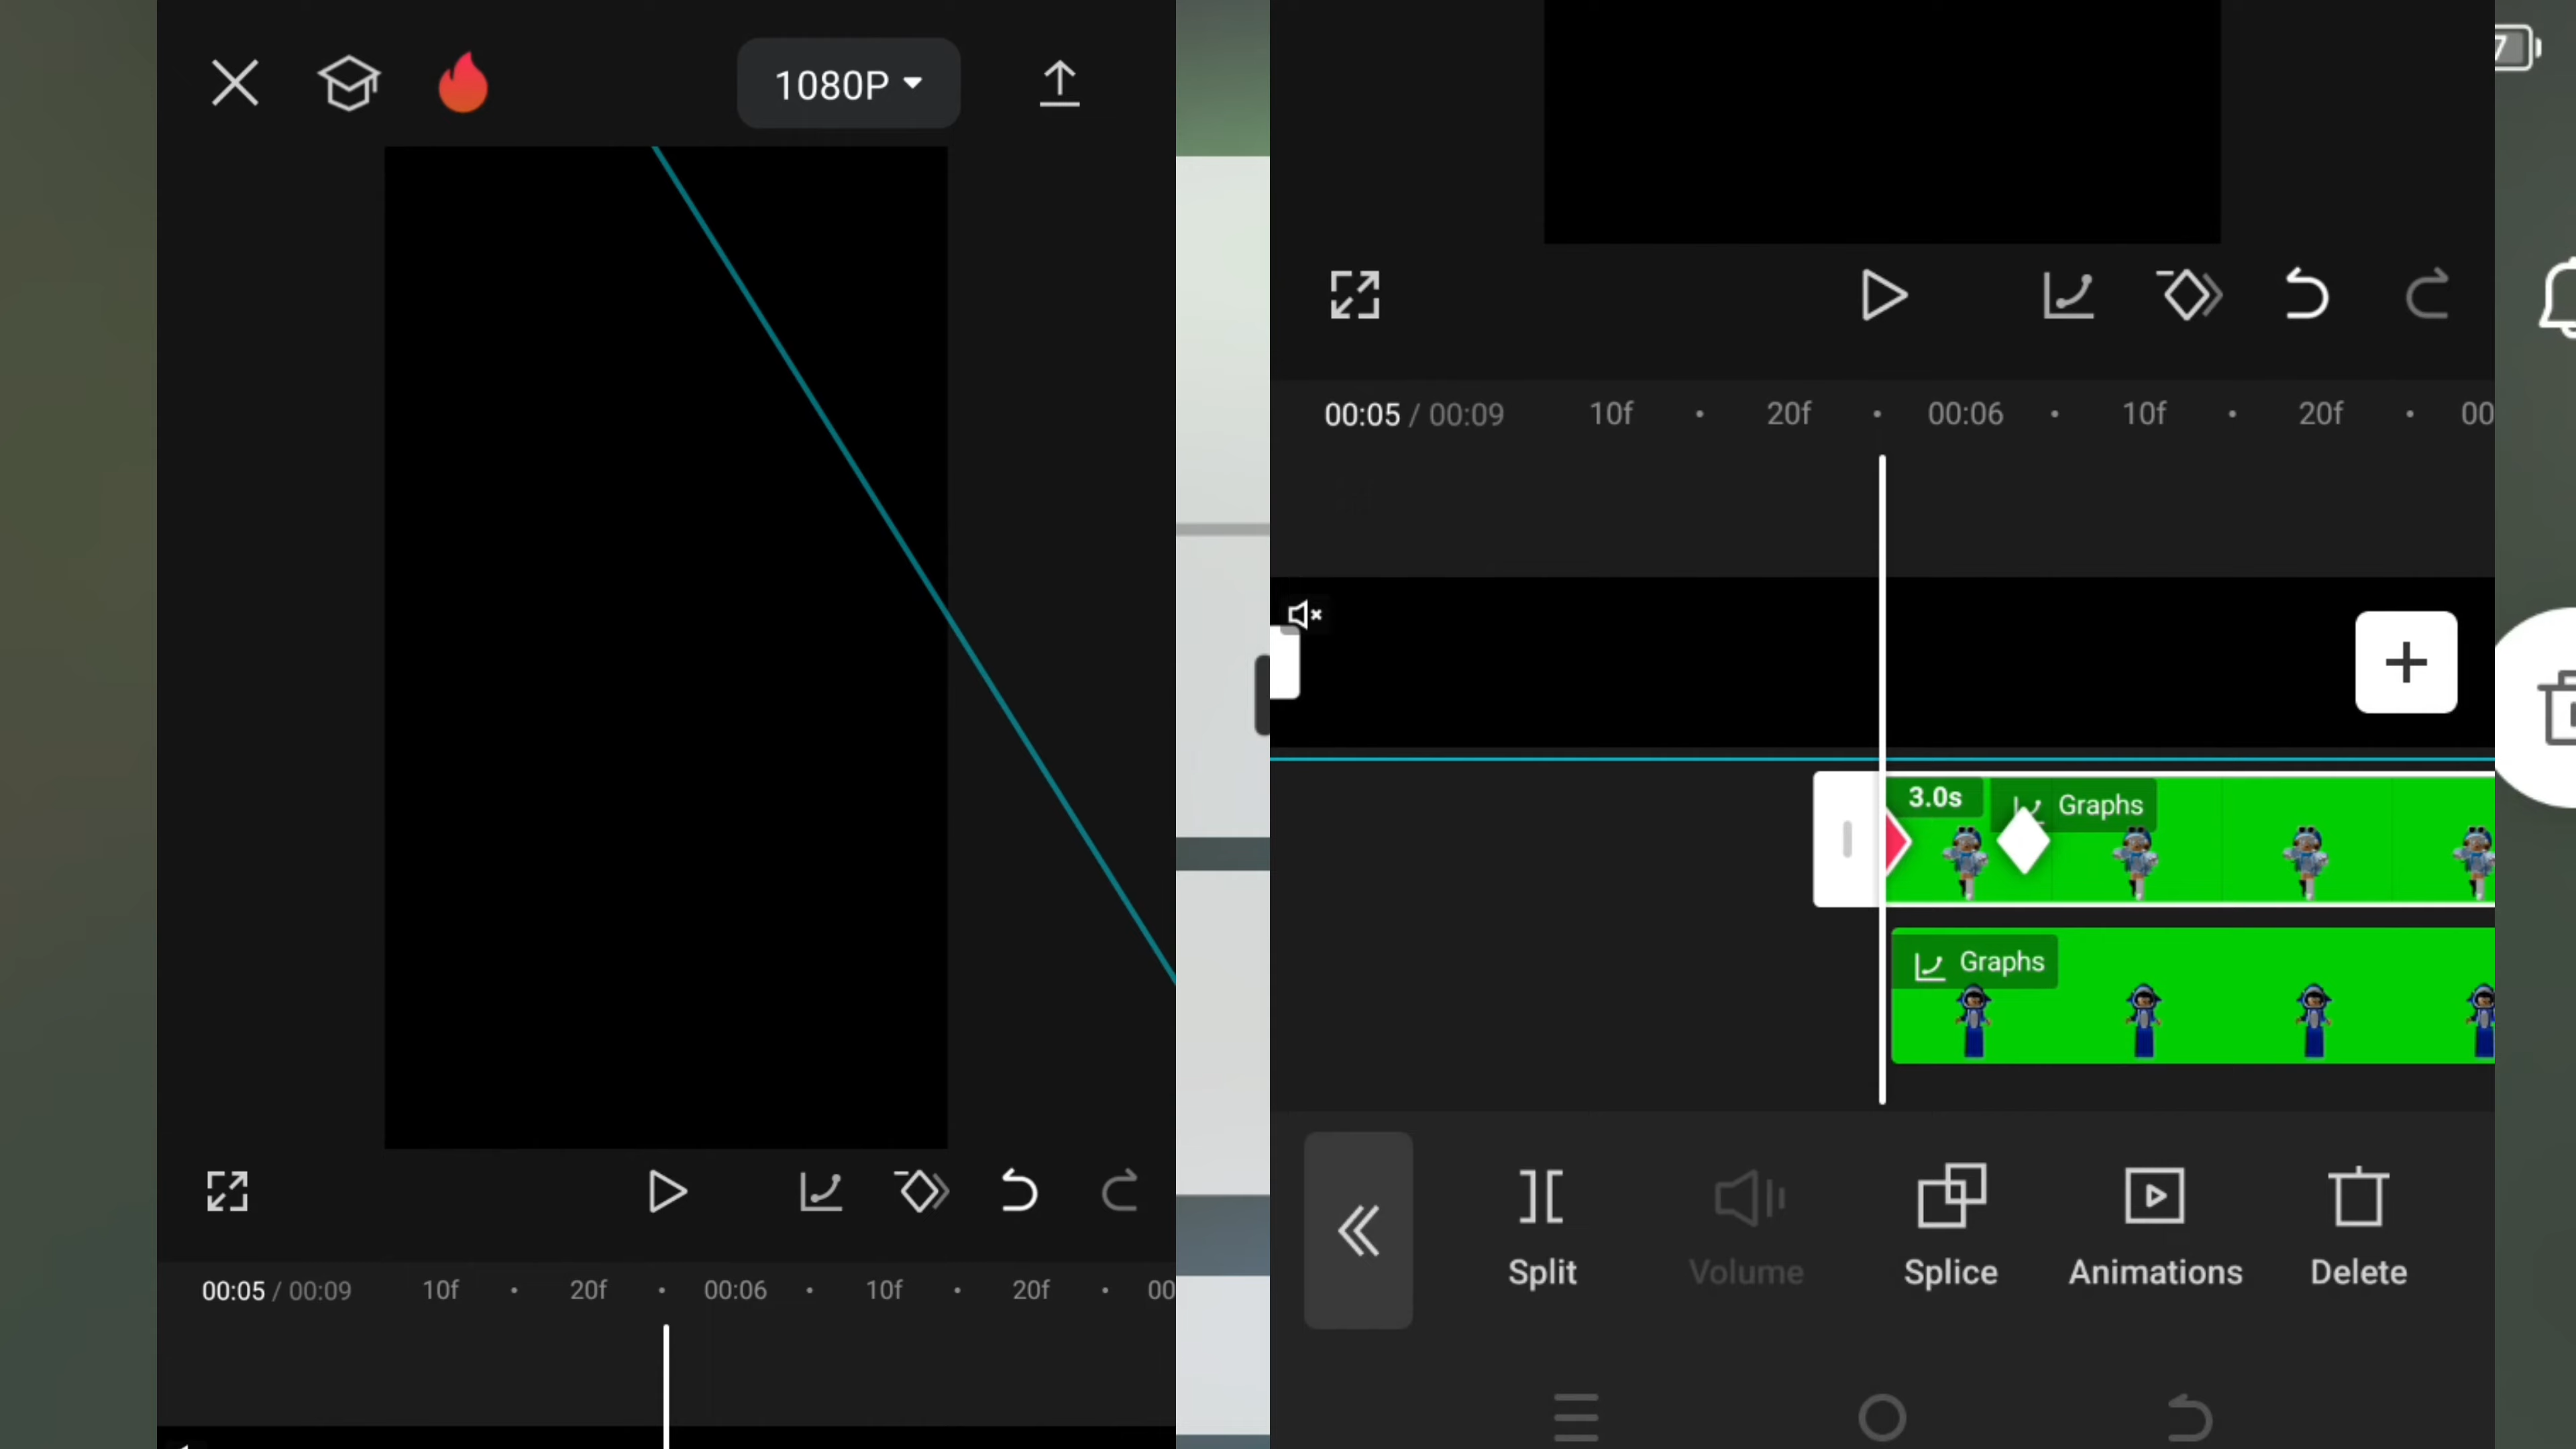 1080P
00:05 / 00:09 10f 20f 00:06 10f 20f 00
7
00:05 / 00:09 10f 20f 00:06 10f 20f 00
3.0s Graphs
Graphs
Split Volume Splice Animations Delete